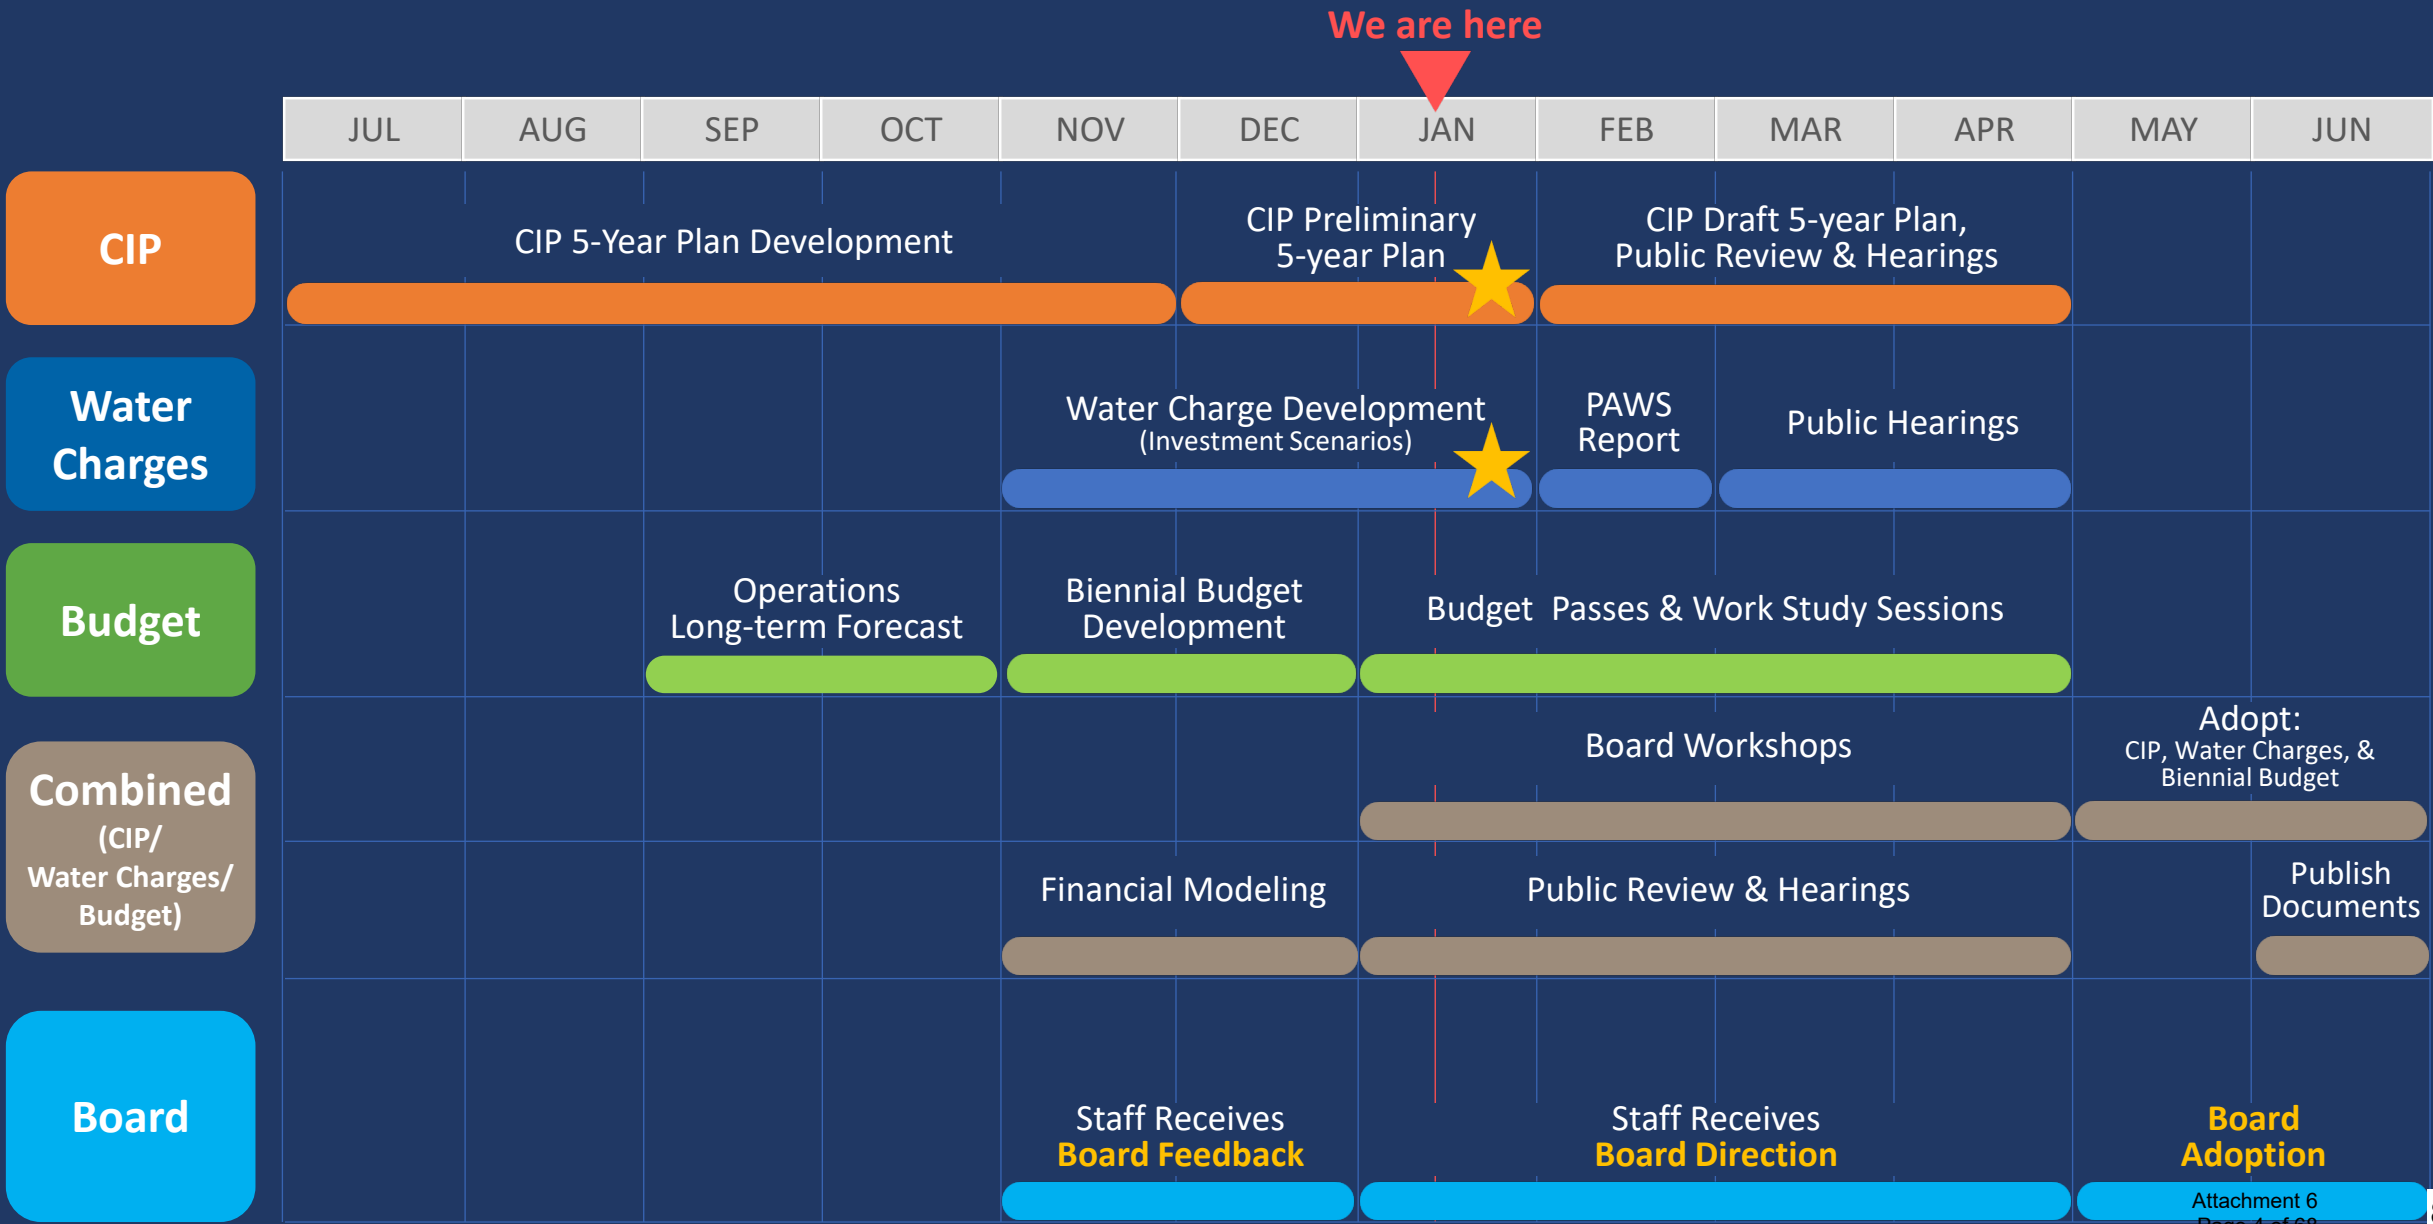 We are here
JUL AUG SEP OCT NOV DEC JAN FEB MAR APR MAY JUN
CIP
CIP 5-Year Plan Development
CIP Preliminary
5-year Plan
CIP Draft 5-year Plan,
Public Review & Hearings
Water
Charges
Water Charge Development
(Investment Scenarios)
PAWS
Report
Public Hearings
Budget
Operations
Long-term Forecast
Biennial Budget
Development
Budget Passes & Work Study Sessions
Combined
(CIP/
Water Charges/
Budget)
Board Workshops
Adopt:
CIP, Water Charges, &
Biennial Budget
Financial Modeling
Public Review & Hearings
Publish
Documents
Board
Staff Receives
Board Feedback
Staff Receives
Board Direction
Board
Adoption
Attachment 6
Page 4 of 68